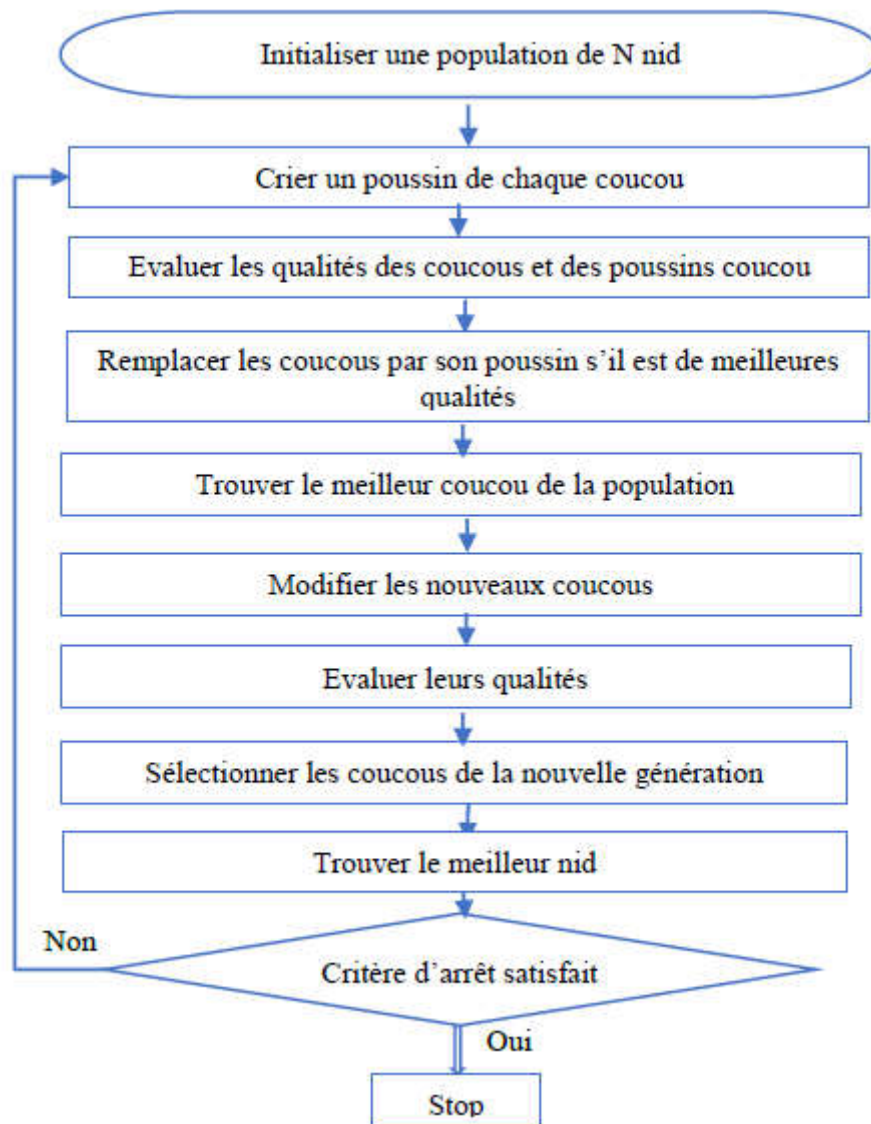 Initialiser une population de N nid
Crier un poussin de chaque coucou
Evaluer les qualités des coucous et des poussins coucou
Remplacer les coucous par son poussin s’il est de meilleures
qualités
Trouver le meilleur coucou de la population
Modifier les nouveaux coucous
Evaluer leurs qualités
Sélectionner les coucous de la nouvelle génération
Trouver le meilleur nid
Non
Critère d’arrêt satisfait
Oui
Stop